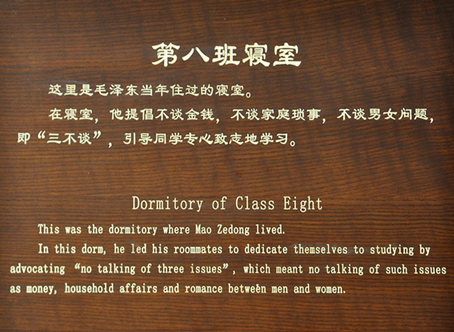 第八班寝室
这里是毛泽东当年住过的寝室。
在寝室，他提倡不谈金钱，不谈家庭琐事，不谈男女问题，
即“三不谈”，引导同学专心致志地学习。
Dormitory of Class Eight
This was the dormitory where Mao Zedong lived.
In this dorm, he led his roommates to dedicate themselves to studying by
advocating “no talking of three issues”, which meant no talking of such issues
as money, household affairs and romance between men and women.